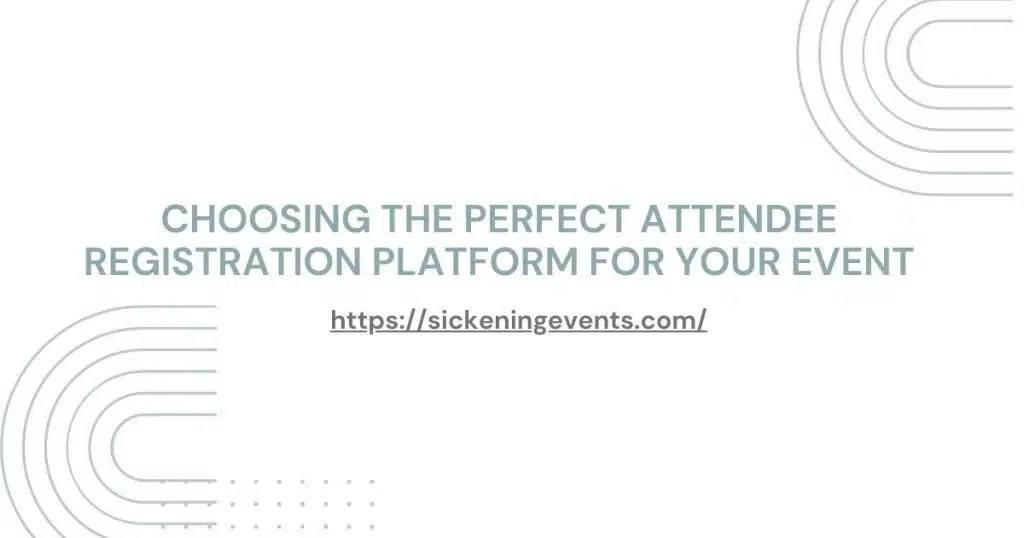 CHOOSING THE PERFECT ATTENDEE
REGISTRATION PLATFORM FOR YOUR EVENT
https://sickeningevents.com/